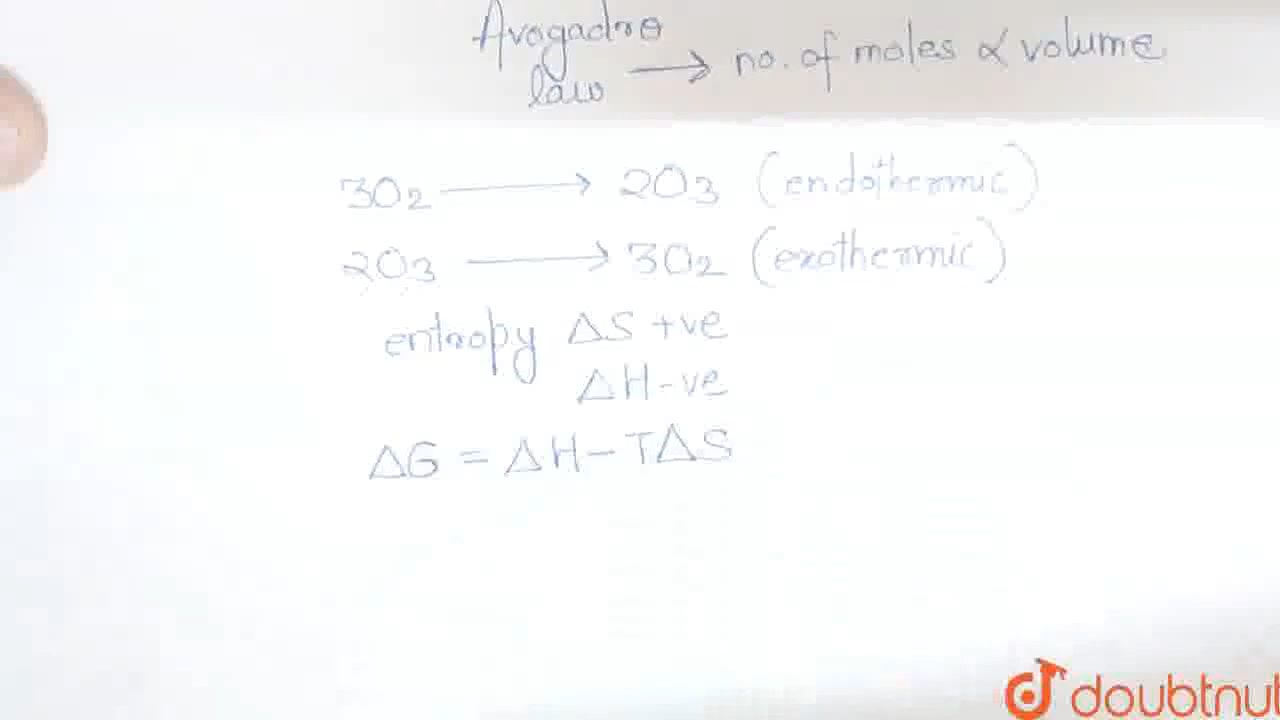 Avogadro
law → no. of moles ∝ volume
3O2 → 2O3 (endothermic)
2O3 → 3O2 (exothermic)
entropy ΔS +ve
ΔH -ve
ΔG = ΔH - TΔS
doubtnut